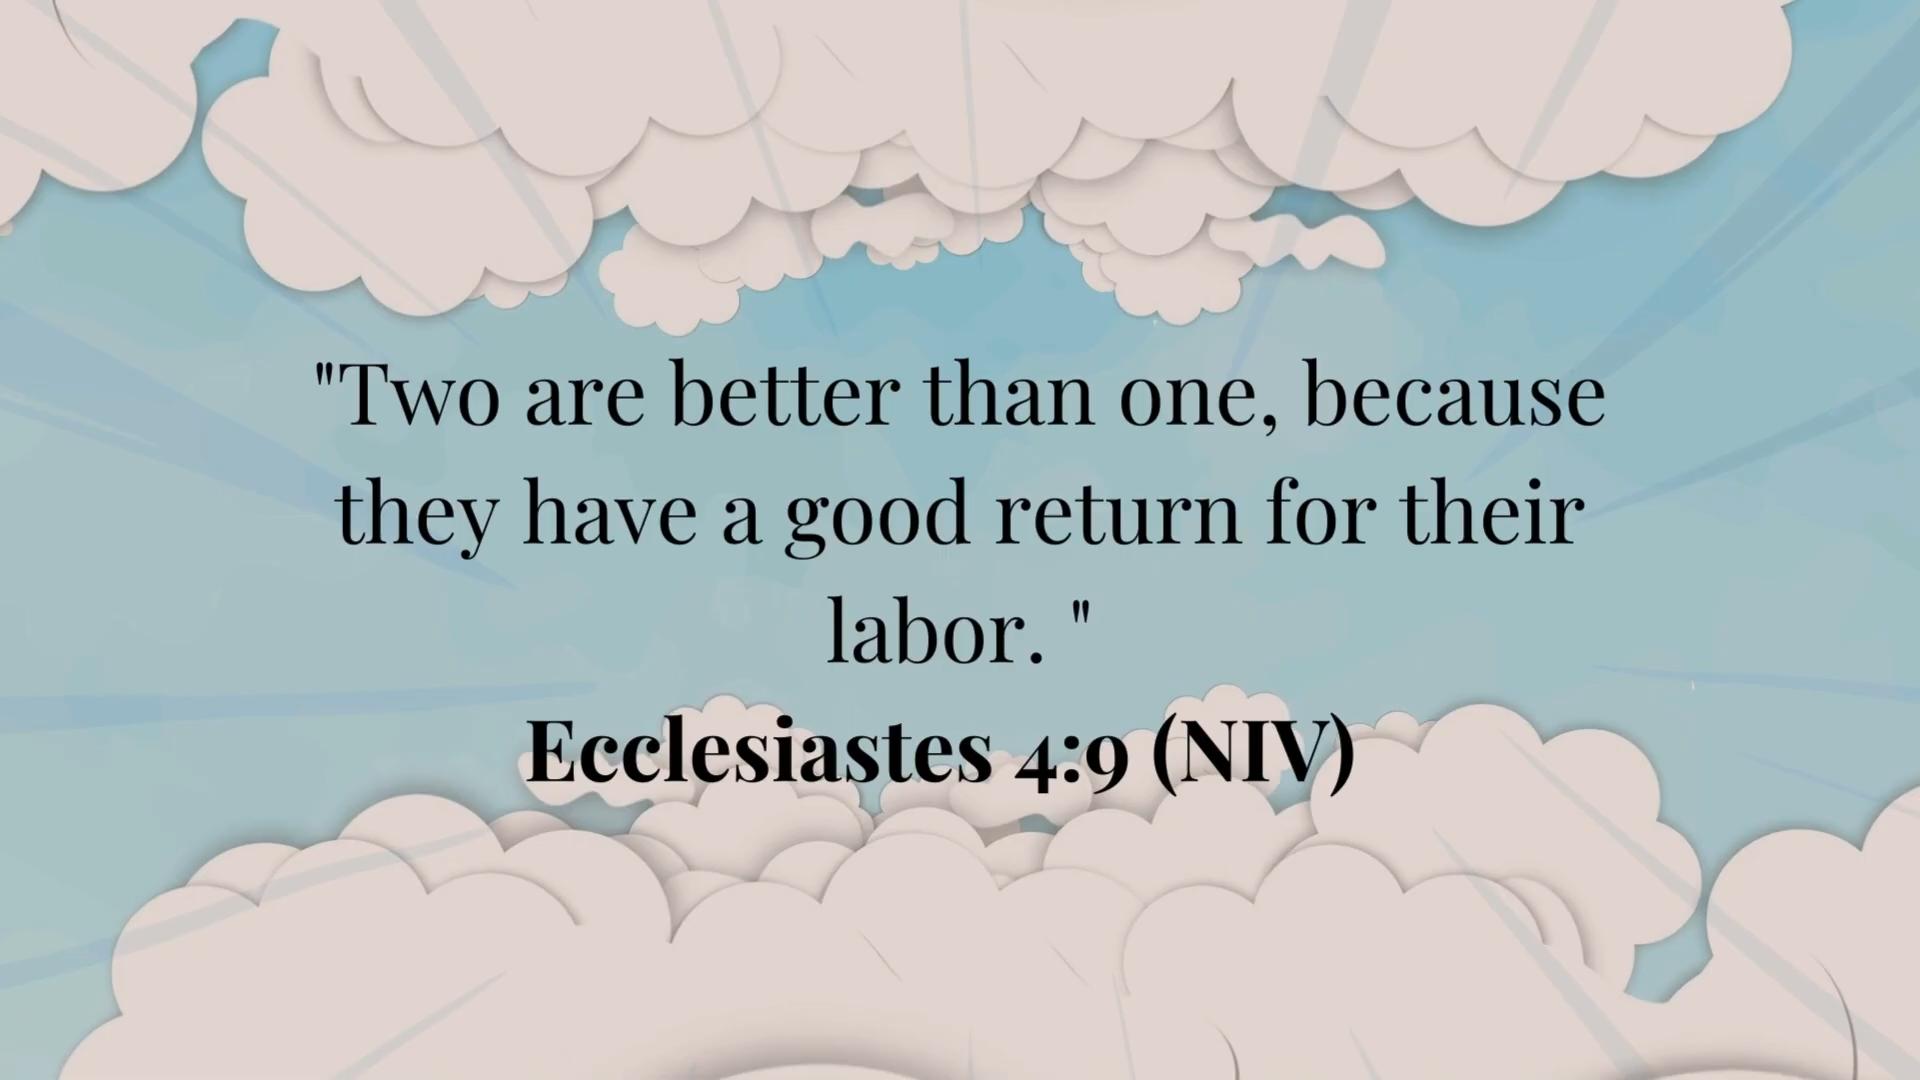 "Two are better than one, because
they have a good return for their
labor. "
Ecclesiastes 4:9 (NIV)